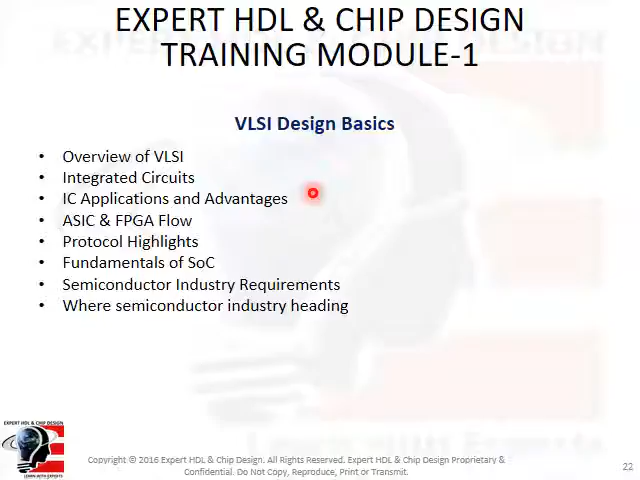 EXPERT HDL & CHIP DESIGN
TRAINING MODULE-1
VLSI Design Basics
• Overview of VLSI
• Integrated Circuits
• IC Applications and Advantages
• ASIC & FPGA Flow
• Protocol Highlights
• Fundamentals of SoC
• Semiconductor Industry Requirements
• Where semiconductor industry heading
EXPERT HDL & CHIP DESIGN
LEARN WITH EXPERTS
Copyright © 2016 Expert HDL & Chip Design. All Rights Reserved. Expert HDL & Chip Design Proprietary &
Confidential. Do Not Copy, Reproduce, Print or Transmit.
22